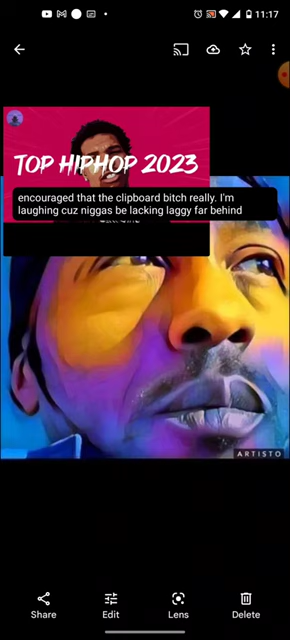 11:17
TOP HIPHOP 2023
encouraged that the clipboard bitch really. I'm
laughing cuz niggas be lacking laggy far behind
ARTISTO
Share
Edit
Lens
Delete